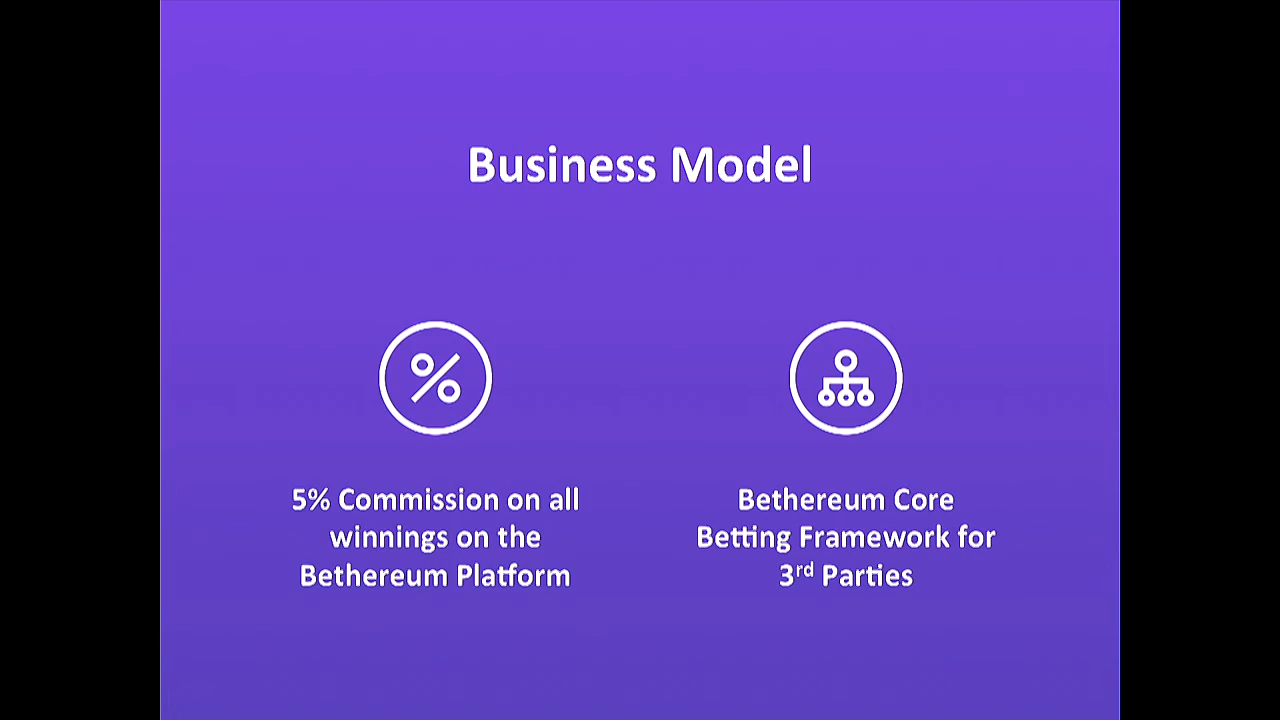 Business Model
5% Commission on all
winnings on the
Bethereum Platform
Bethereum Core
Betting Framework for
3rd Parties